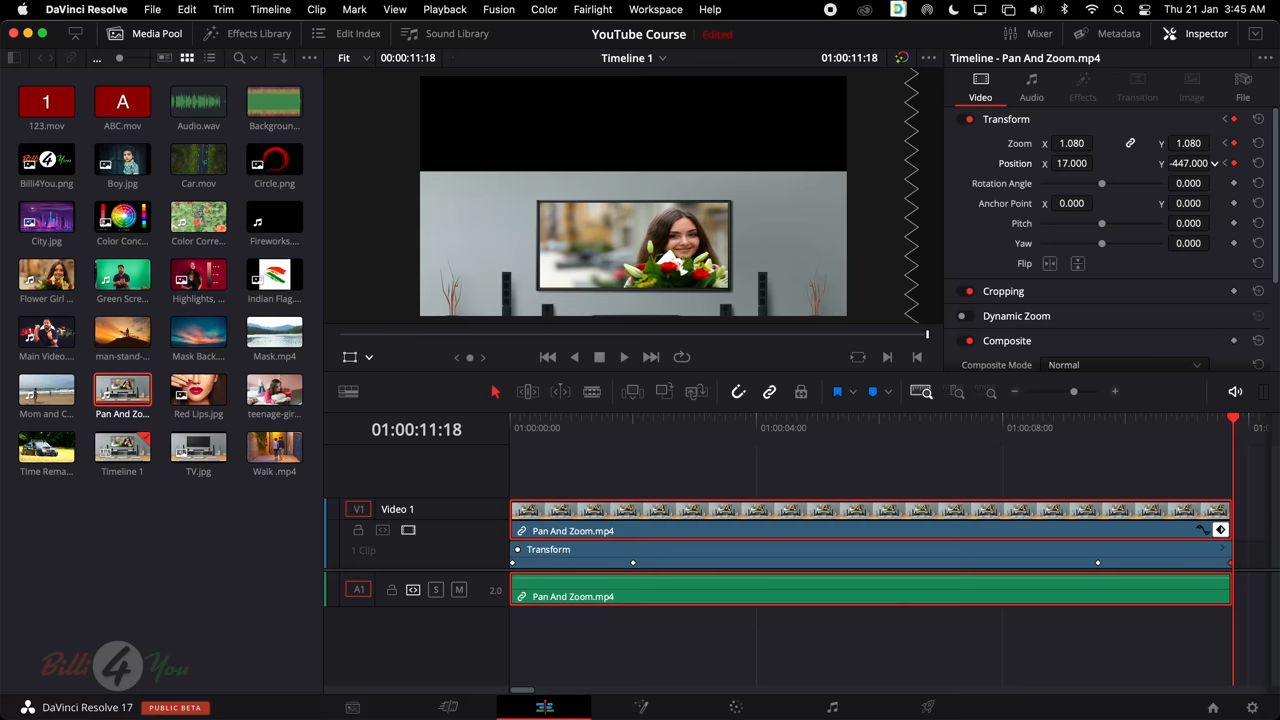 DaVinci Resolve File Edit Trim Timeline Clip Mark View Playback Fusion Color Fairlight Workspace Help Thu 21 Jan 3:45 AM
Media Pool Effects Library Edit Index Sound Library YouTube Course Edited Mixer Metadata Inspector
... Fit 00:00:11:18 Timeline 1 01:00:11:18 Timeline - Pan And Zoom.mp4
Video Audio Effects Transition Image File
1 A
123.mov ABC.mov Audio.wav Backgroun...
Transform
Zoom X 1.080 Y 1.080
Position X 17.000 Y -447.000
Rotation Angle 0.000
Anchor Point X 0.000 Y 0.000
Pitch 0.000
Yaw 0.000
Flip
Cropping
Dynamic Zoom
Composite
Composite Mode Normal
Billi 4 You
Billi4You.png Boy.jpg Car.mov Circle.png
City.jpg Color Conc... Color Corre... Fireworks....
Flower Girl ... Green Scre... Highlights, ... Indian Flag....
Main Video.... man-stand-... Mask Back... Mask.mp4
Mom and C... Pan And Zo... Red Lips.jpg teenage-gir...
TIme Rema... Timeline 1 TV.jpg Walk .mp4
01:00:11:18 01:00:00:00 01:00:04:00 01:00:08:00 01:0
V1 Video 1
Pan And Zoom.mp4
1 Clip
Transform
A1 S M 2.0
Pan And Zoom.mp4
Billi 4 You
DaVinci Resolve 17 PUBLIC BETA